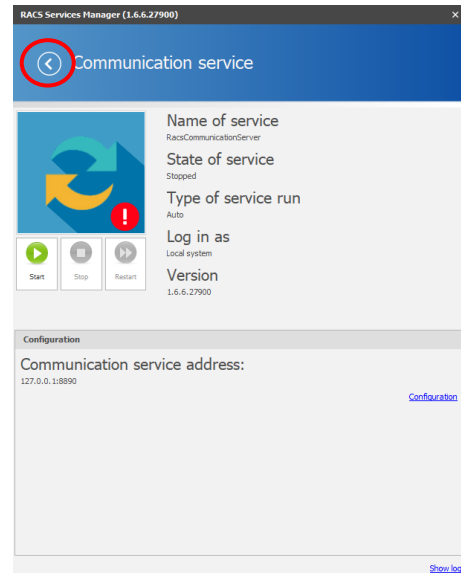 RACS Services Manager (1.6.6.27900)
Communication service
Name of service
RacsCommunicationServer
State of service
Stopped
Type of service run
Auto
Log in as
Local system
Version
1.6.6.27900
Start
Stop
Restart
Configuration
Communication service address:
127.0.0.1:8890
Configuration
Show log